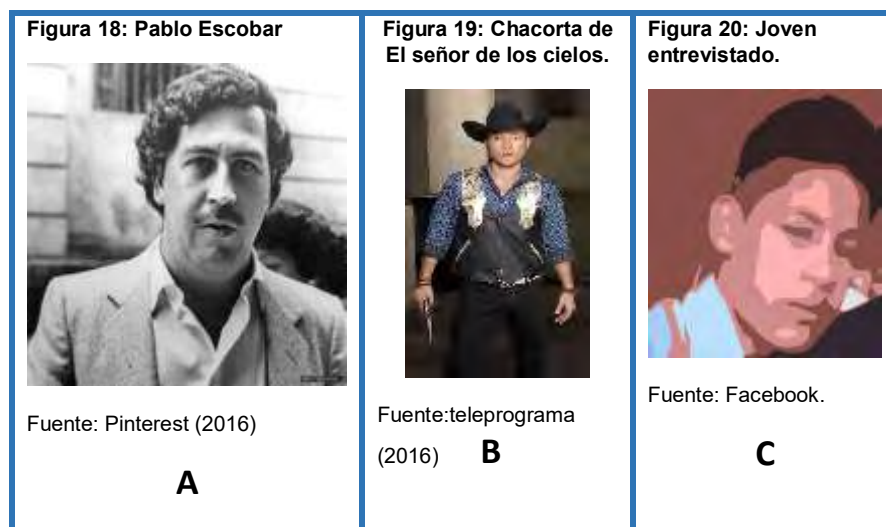 Figura 18: Pablo Escobar
Fuente: Pinterest (2016)
A
Figura 19: Chacorta de
El señor de los cielos.
Fuente:teleprograma
(2016)
B
Figura 20: Joven
entrevistado.
Fuente: Facebook.
C